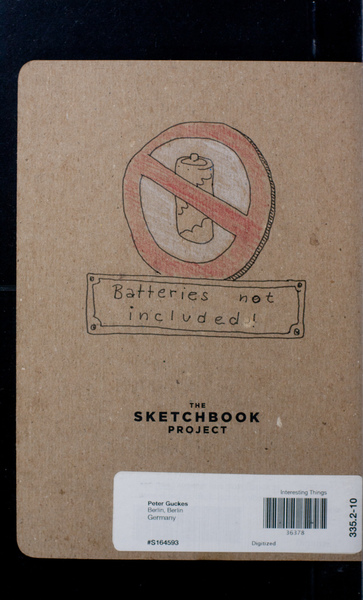 Batteries not
included!
THE
SKETCHBOOK
PROJECT
Interesting Things
Peter Guckes
Berlin, Berlin
Germany
36378
#S164593
Digitized
335.2-10